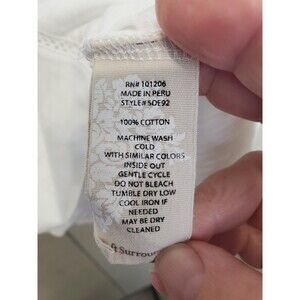 RN# 101206
MADE IN PERU
STYLE# 5DE92
100% COTTON
MACHINE WASH
COLD
WITH SIMILAR COLORS
INSIDE OUT
GENTLE CYCLE
DO NOT BLEACH
TUMBLE DRY LOW
COOL IRON IF
NEEDED
MAY BE DRY
CLEANED